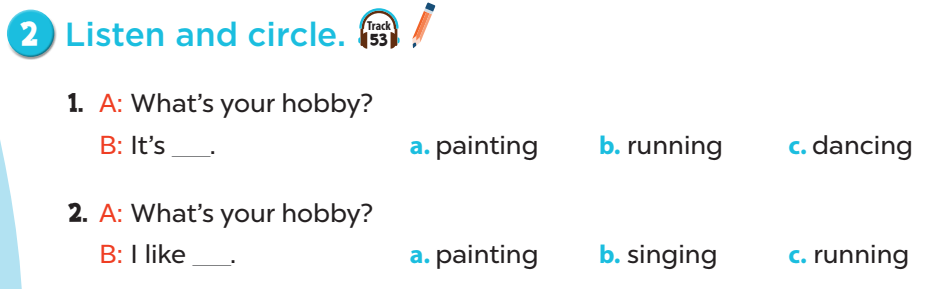 2 Listen and circle. Track 53
1. A: What's your hobby?
B: It's ___. a. painting b. running c. dancing
2. A: What's your hobby?
B: I like ___. a. painting b. singing c. running